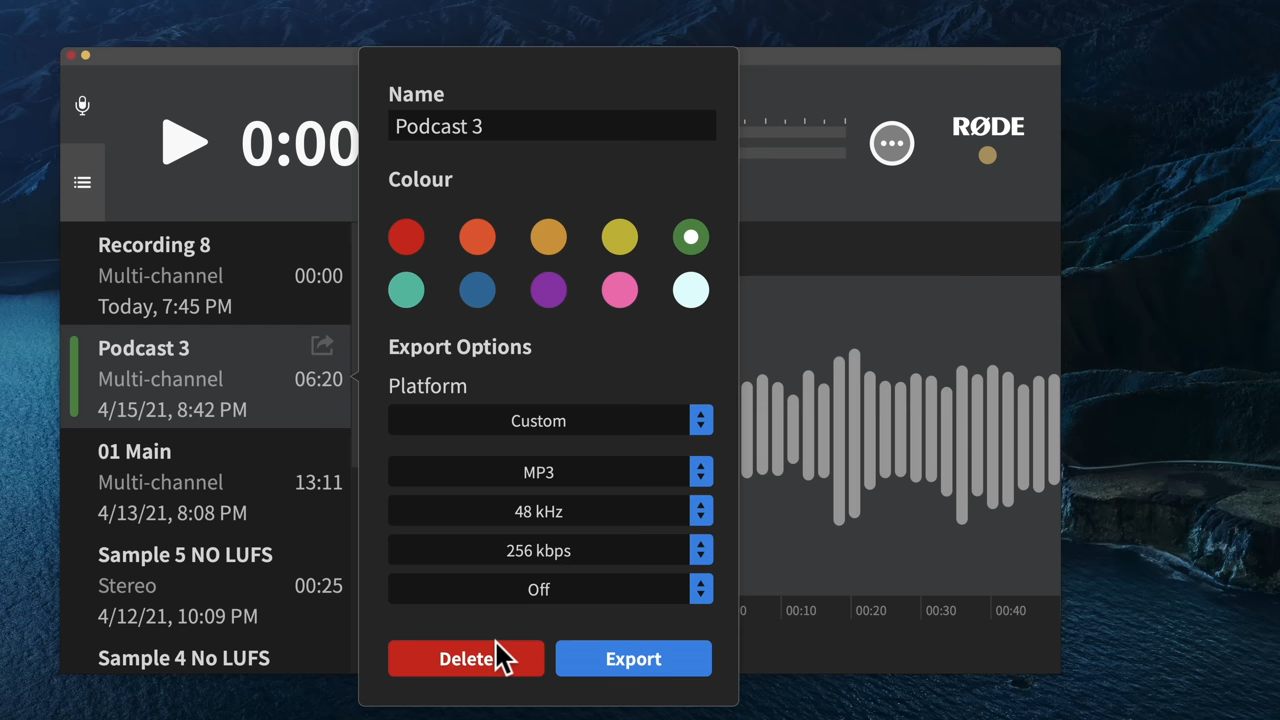 0:00
RØDE
Recording 8
Multi-channel 00:00
Today, 7:45 PM
Podcast 3
Multi-channel 06:20
4/15/21, 8:42 PM
01 Main
Multi-channel 13:11
4/13/21, 8:08 PM
Sample 5 NO LUFS
Stereo 00:25
4/12/21, 10:09 PM
Sample 4 No LUFS
Name
Podcast 3
Colour
Export Options
Platform
Custom
MP3
48 kHz
256 kbps
Off
Delete Export
0 00:10 00:20 00:30 00:40